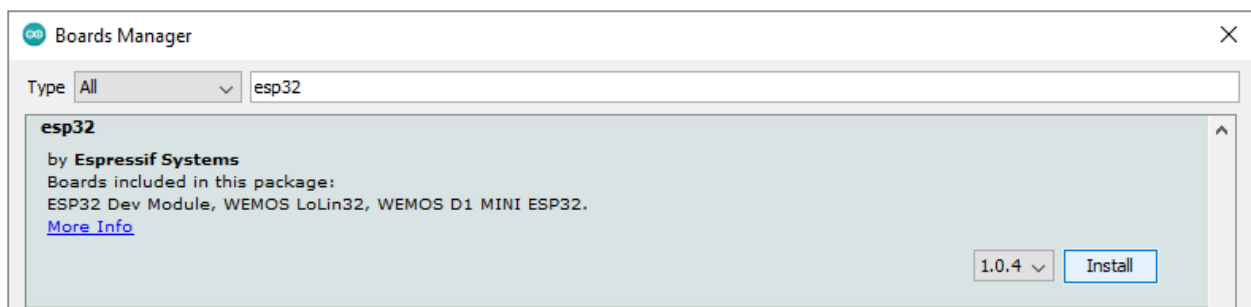 Boards Manager
Type All esp32
esp32
by Espressif Systems
Boards included in this package:
ESP32 Dev Module, WEMOS LoLin32, WEMOS D1 MINI ESP32.
More Info
1.0.4 Install